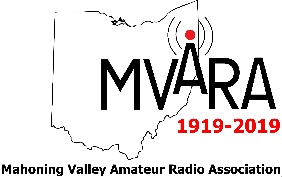 MVARA
1919-2019
Mahoning Valley Amateur Radio Association